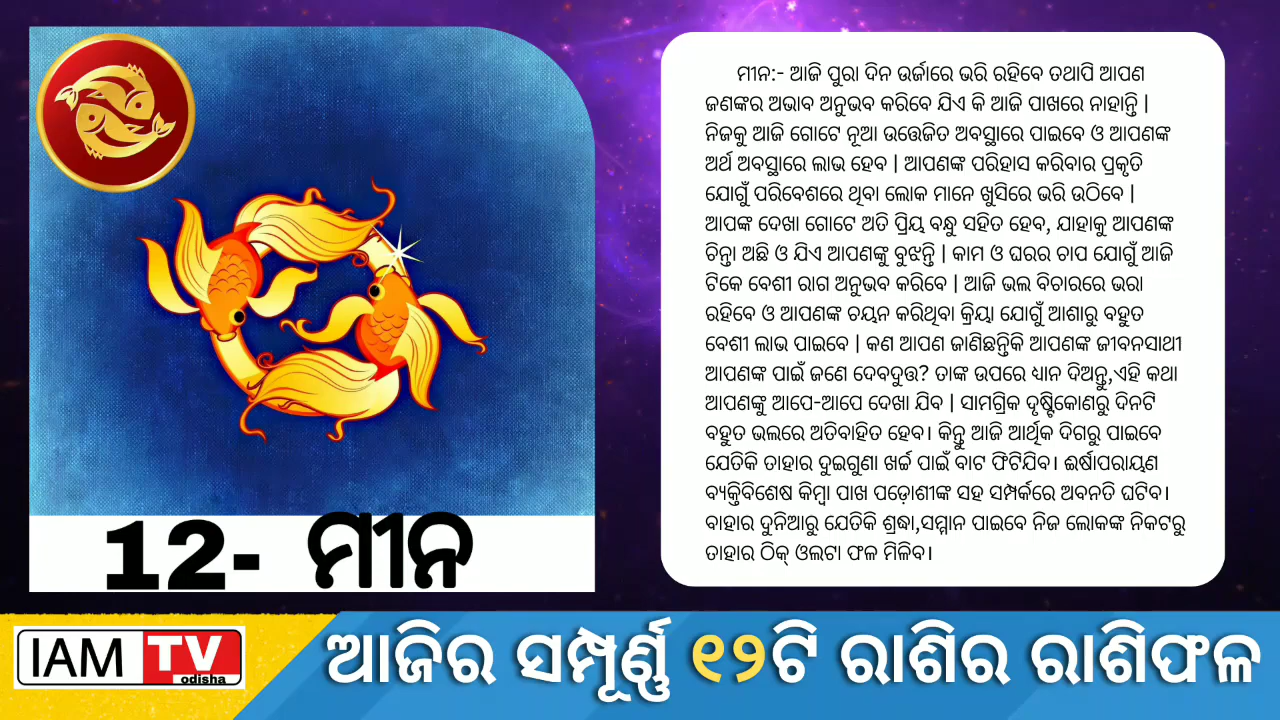 ମୀନ:- ଆଜି ପୁରା ଦିନ ଉର୍ଜାରେ ଭରି ରହିବେ ତଥାପି ଆପଣ
ଜଣଙ୍କର ଅଭାବ ଅନୁଭବ କରିବେ ଯିଏ କି ଆଜି ପାଖରେ ନାହାନ୍ତି |
ନିଜକୁ ଆଜି ଗୋଟେ ନୂଆ ଉତ୍ତେଜିତ ଅବସ୍ଥାରେ ପାଇବେ ଓ ଆପଣଙ୍କ
ଅର୍ଥ ଅବସ୍ଥାରେ ଲାଭ ହେବ | ଆପଣଙ୍କ ପରିହାସ କରିବାର ପ୍ରକୃତି
ଯୋଗୁଁ ପରିବେଶରେ ଥିବା ଲୋକ ମାନେ ଖୁସିରେ ଭରି ଉଠିବେ |
ଆପଙ୍କ ଦେଖା ଗୋଟେ ଅତି ପ୍ରିୟ ବନ୍ଧୁ ସହିତ ହେବ, ଯାହାକୁ ଆପଣଙ୍କ
ଚିନ୍ତା ଅଛି ଓ ଯିଏ ଆପଣଙ୍କୁ ବୁଝନ୍ତି | କାମ ଓ ଘରର ଚାପ ଯୋଗୁଁ ଆଜି
ଟିକେ ବେଶୀ ରାଗ ଅନୁଭବ କରିବେ | ଆଜି ଭଲ ବିଚାରରେ ଭରା
ରହିବେ ଓ ଆପଣଙ୍କ ଚୟନ କରିଥିବା କ୍ରିୟା ଯୋଗୁଁ ଆଶାରୁ ବହୁତ
ବେଶୀ ଲାଭ ପାଇବେ | କଣ ଆପଣ ଜାଣିଛନ୍ତିକି ଆପଣଙ୍କ ଜୀବନସାଥୀ
ଆପଣଙ୍କ ପାଇଁ ଜଣେ ଦେବଦୁତ୍ତ? ତାଙ୍କ ଉପରେ ଧ୍ୟାନ ଦିଅନ୍ତୁ,ଏହି କଥା
ଆପଣଙ୍କୁ ଆପେ-ଆପେ ଦେଖା ଯିବ | ସାମଗ୍ରିକ ଦୃଷ୍ଟିକୋଣରୁ ଦିନଟି
ବହୁତ ଭଲରେ ଅତିବାହିତ ହେବ। କିନ୍ତୁ ଆଜି ଆର୍ଥିକ ଦିଗରୁ ପାଇବେ
ଯେତିକି ତାହାର ଦୁଇଗୁଣା ଖର୍ଚ୍ଚ ପାଇଁ ବାଟ ଫିଟିଯିବ। ଈର୍ଷାପରାୟଣ
ବ୍ୟକ୍ତିବିଶେଷ କିମ୍ବା ପାଖ ପଡ଼ୋଶୀଙ୍କ ସହ ସମ୍ପର୍କରେ ଅବନତି ଘଟିବ।
ବାହାର ଦୁନିଆରୁ ଯେତିକି ଶ୍ରଦ୍ଧା,ସମ୍ମାନ ପାଇବେ ନିଜ ଲୋକଙ୍କ ନିକଟରୁ
ତାହାର ଠିକ୍ ଓଲଟା ଫଳ ମିଳିବ।
12- ମୀନ
IAM TV
odisha
ଆଜିର ସମ୍ପୂର୍ଣ୍ଣ ୧୨ଟି ରାଶିର ରାଶିଫଳ